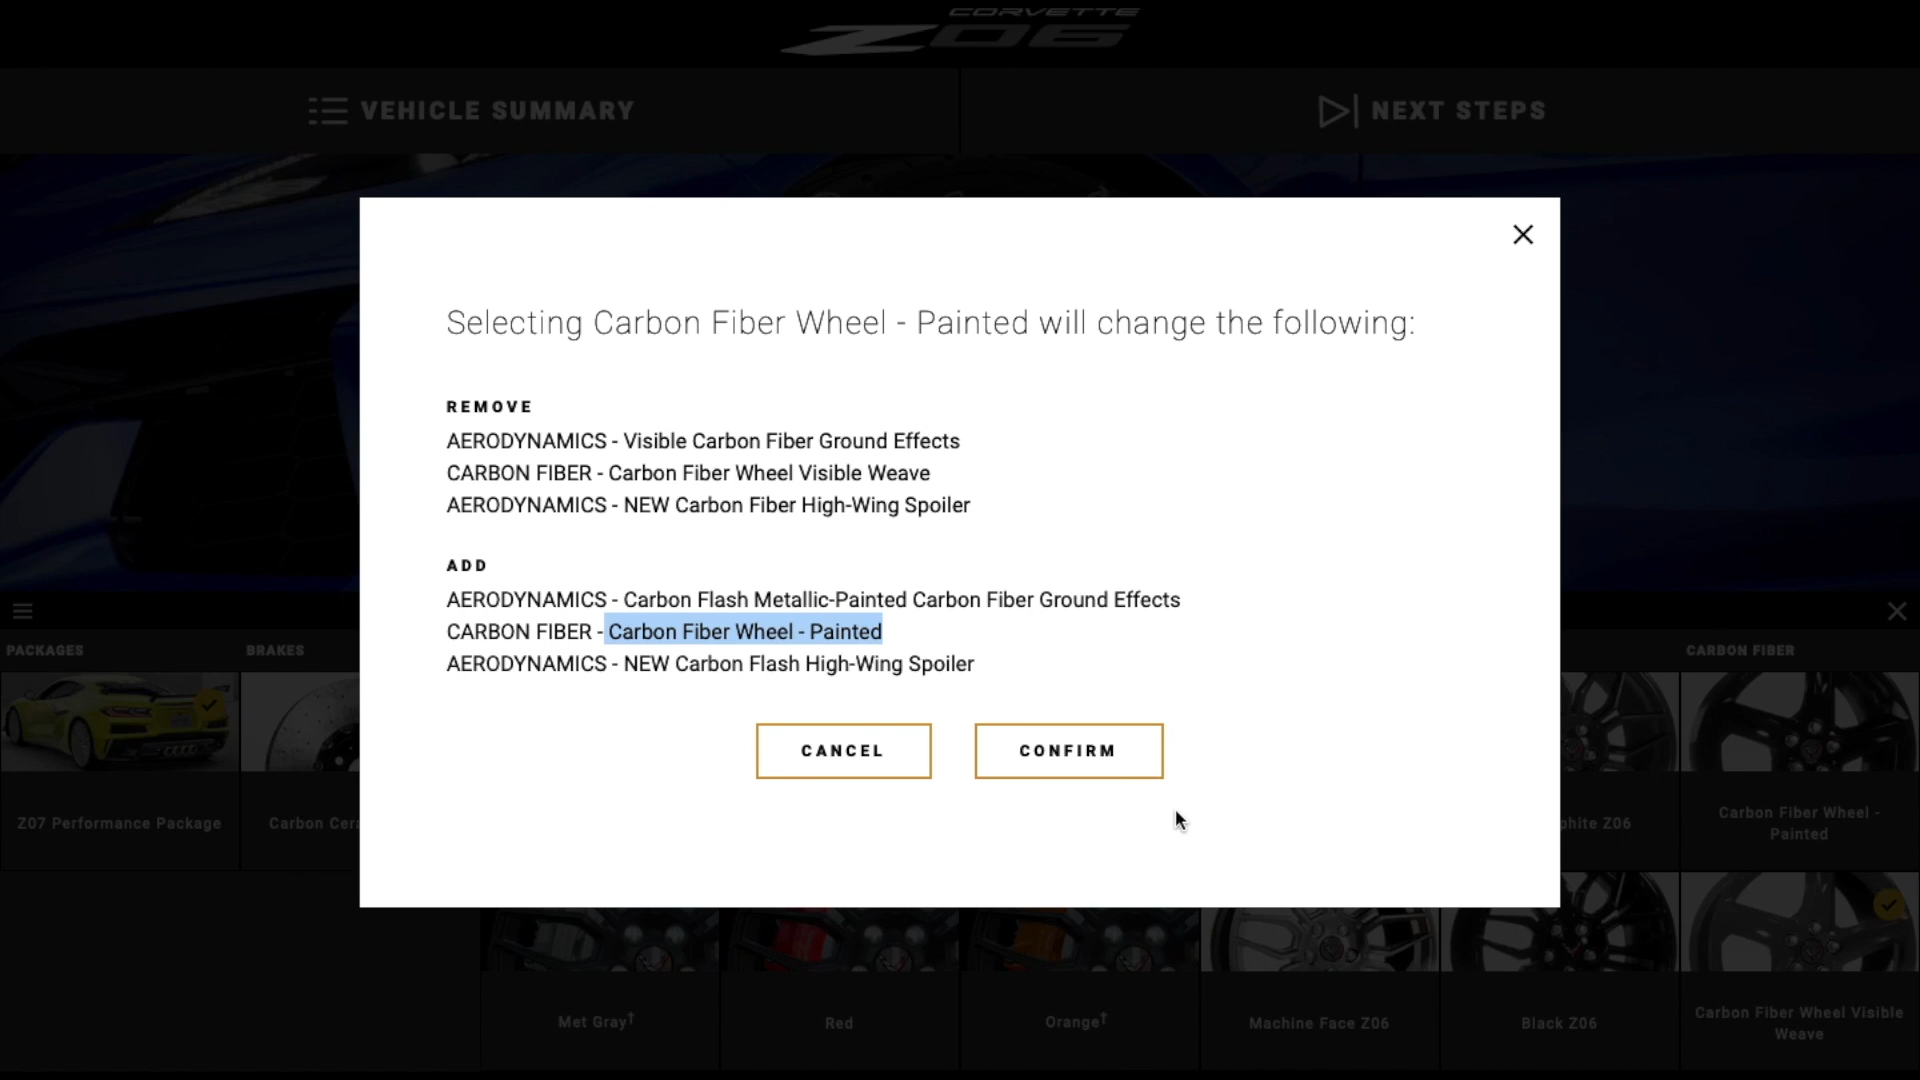 CORVETTE
Z06
VEHICLE SUMMARY
NEXT STEPS
Selecting Carbon Fiber Wheel - Painted will change the following:
REMOVE
AERODYNAMICS - Visible Carbon Fiber Ground Effects
CARBON FIBER - Carbon Fiber Wheel Visible Weave
AERODYNAMICS - NEW Carbon Fiber High-Wing Spoiler
ADD
AERODYNAMICS - Carbon Flash Metallic-Painted Carbon Fiber Ground Effects
CARBON FIBER - Carbon Fiber Wheel - Painted
AERODYNAMICS - NEW Carbon Flash High-Wing Spoiler
CANCEL
CONFIRM
PACKAGES
BRAKES
CARBON FIBER
Z07 Performance Package
Carbon Cer
phite Z06
Carbon Fiber Wheel -
Painted
Met Gray†
Red
Orange†
Machine Face Z06
Black Z06
Carbon Fiber Wheel Visible
Weave